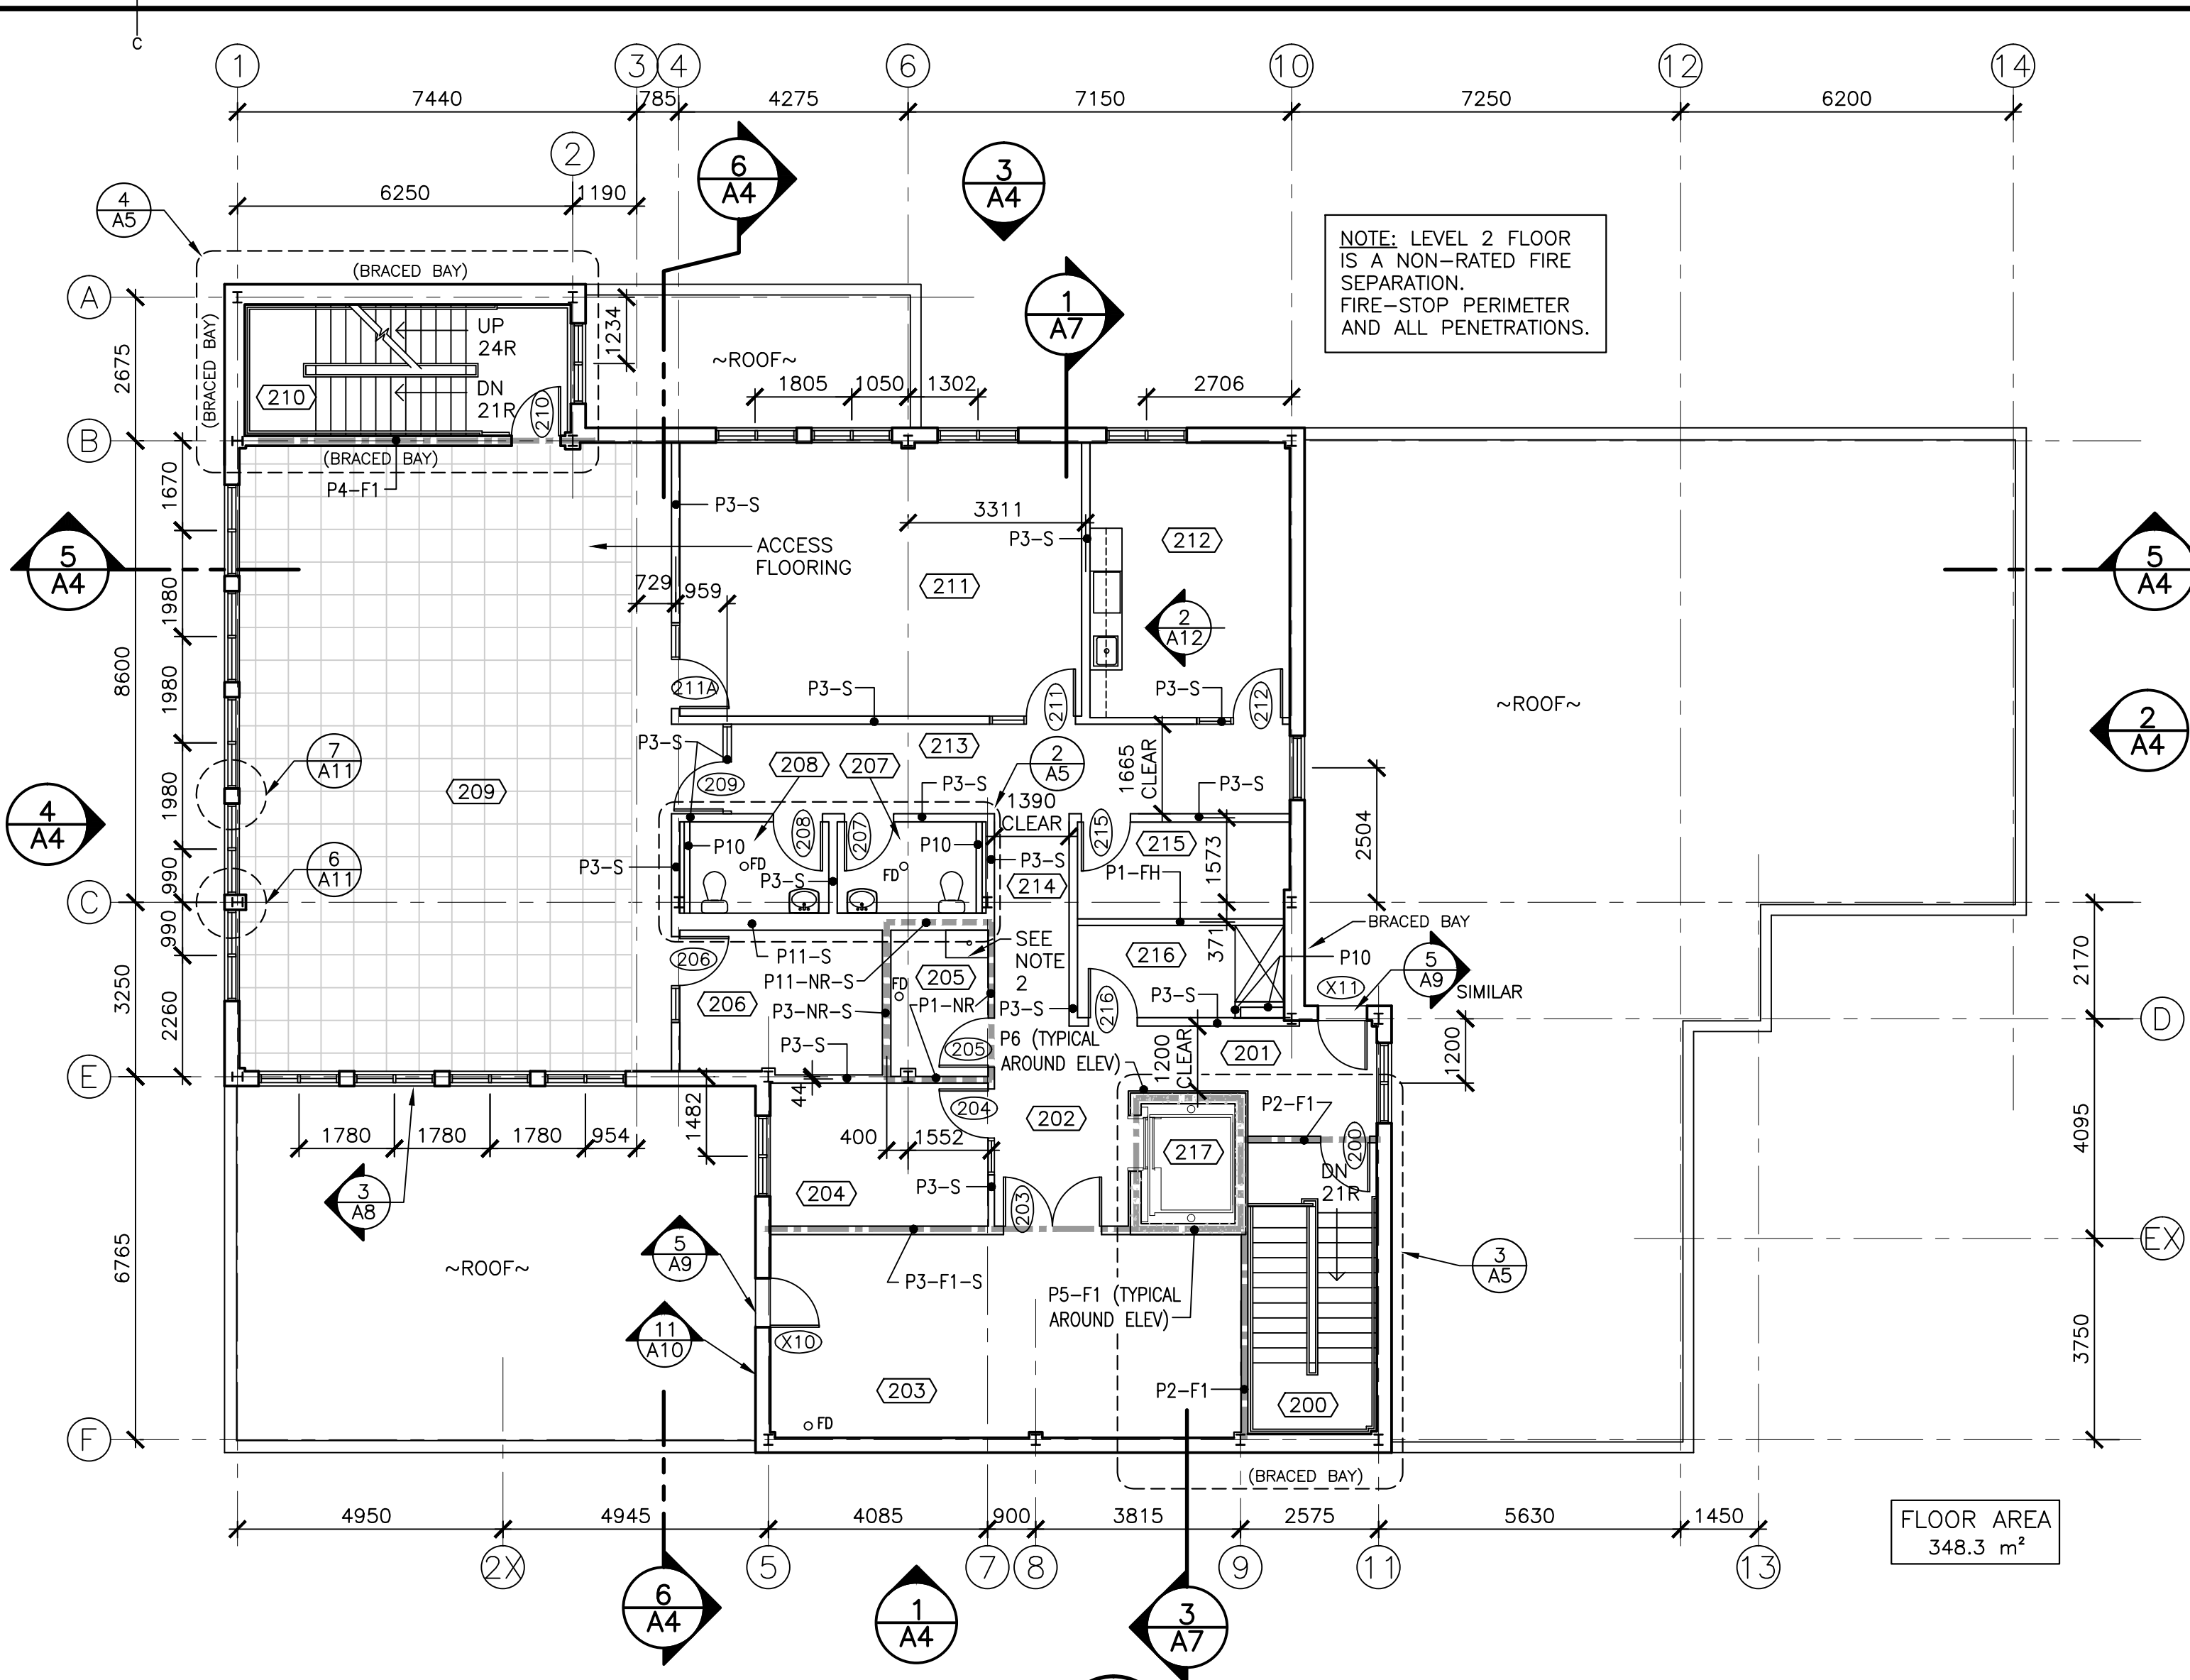 C
1
3
4
6
10
12
14
7440
785
4275
7150
7250
6200
2
6250
1190
4
A5
6
A4
3
A4
1
A7
NOTE: LEVEL 2 FLOOR
IS A NON-RATED FIRE
SEPARATION.
FIRE-STOP PERIMETER
AND ALL PENETRATIONS.
(BRACED BAY)
(BRACED BAY)
(BRACED BAY)
A
2675
UP
24R
DN
21R
210
210
1234
~ROOF~
1805
1050
1302
2706
B
P4-F1
1670
P3-S
3311
P3-S
212
ACCESS
FLOORING
5
A4
5
A4
729
959
211
2
A12
1980
8600
1980
1980
990
990
3250
2260
211A
P3-S
211
P3-S
212
~ROOF~
2
A4
P3-S
213
2
A5
1665
CLEAR
7
A11
209
209
208
207
P3-S
1390
CLEAR
P3-S
4
A4
208
207
215
215
1573
2504
P10
FD
P10
FD
P3-S
P3-S
P3-S
P1-FH
214
6
A11
C
BRACED BAY
371
SEE
NOTE
2
216
P10
5
A9
SIMILAR
X11
206
P11-S
P11-NR-S
205
FD
206
P3-NR-S
P1-NR
P3-S
216
P3-S
2170
D
P3-S
205
P6 (TYPICAL
AROUND ELEV)
1200
CLEAR
201
1200
E
44
1482
204
202
P2-F1
200
4095
1780
1780
1780
954
400
1552
217
DN
21R
3
A8
204
P3-S
203
6765
~ROOF~
5
A9
P3-F1-S
P5-F1 (TYPICAL
AROUND ELEV)
3
A5
EX
11
A10
X10
3750
203
P2-F1
200
FD
F
(BRACED BAY)
4950
4945
4085
900
3815
2575
5630
1450
FLOOR AREA
348.3 m²
2X
5
7
8
9
11
13
6
A4
1
A4
3
A7